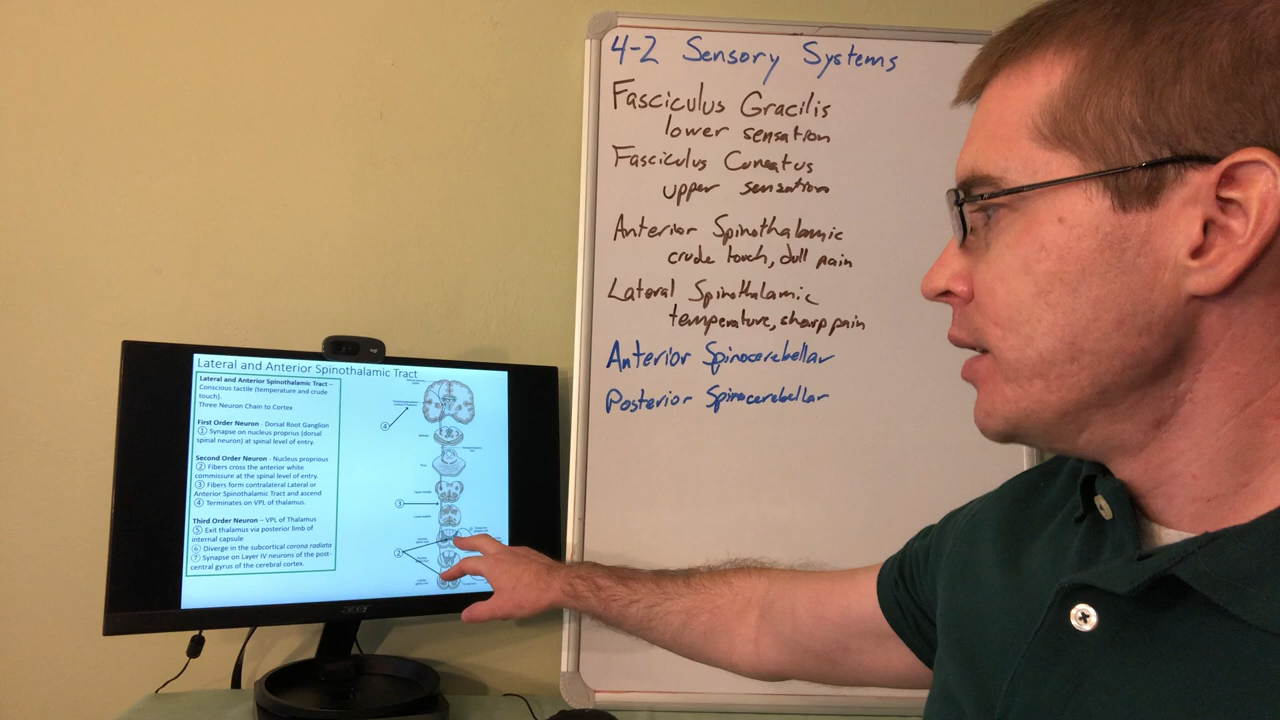 4-2 Sensory Systems
Fasciculus Gracilis
lower sensation
Fasciculus Cuneatus
upper sensation
Anterior Spinothalamic
crude touch, dull pain
Lateral Spinothalamic
temperature, sharp pain
Anterior Spinocerebellar
Posterior Spinocerebellar
Lateral and Anterior Spinothalamic Tract
Lateral and Anterior Spinothalamic Tract –
Conscious tactile (temperature and crude
touch).
Three Neuron Chain to Cortex
First Order Neuron - Dorsal Root Ganglion
1 Synapse on nucleus proprius (dorsal
spinal neuron) at spinal level of entry.
Second Order Neuron - Nucleus proprious
2 Fibers cross the anterior white
commissure at the spinal level of entry.
3 Fibers form contralateral Lateral or
Anterior Spinothalamic Tract and ascend
4 Terminates on VPL of thalamus.
Third Order Neuron – VPL of Thalamus
5 Exit thalamus via posterior limb of
internal capsule
6 Diverge in the subcortical corona radiata
7 Synapse on Layer IV neurons of the post-
central gyrus of the cerebral cortex.
4
3
2
acer